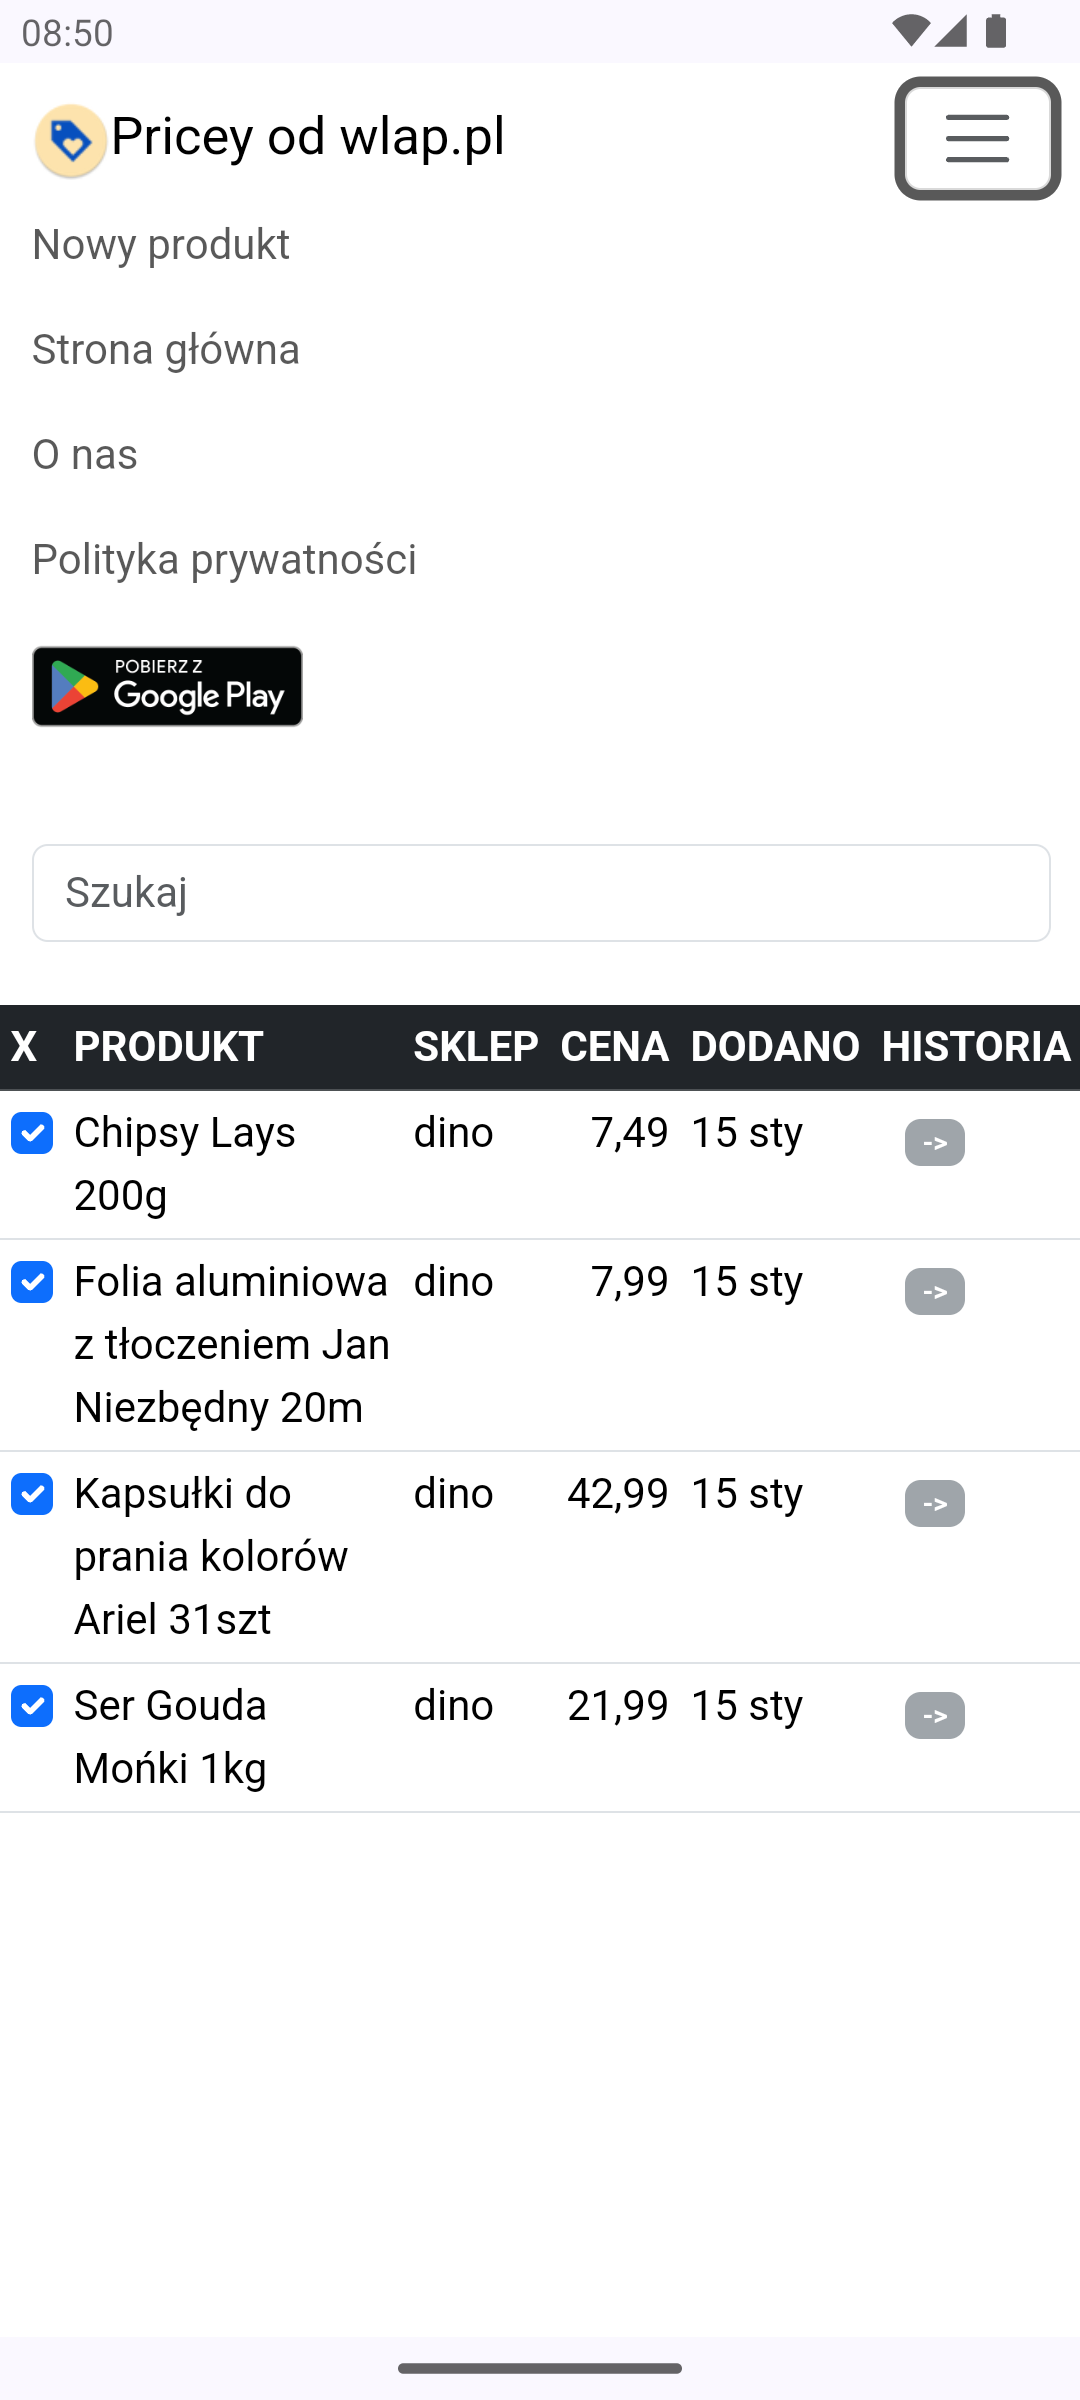 08:50
Pricey od wlap.pl
Nowy produkt
Strona główna
O nas
Polityka prywatności
POBIERZ Z
Google Play
Szukaj
X PRODUKT SKLEP CENA DODANO HISTORIA
Chipsy Lays dino 7,49 15 sty ->
200g
Folia aluminiowa dino 7,99 15 sty ->
z tłoczeniem Jan
Niezbędny 20m
Kapsułki do dino 42,99 15 sty ->
prania kolorów
Ariel 31szt
Ser Gouda dino 21,99 15 sty ->
Mońki 1kg